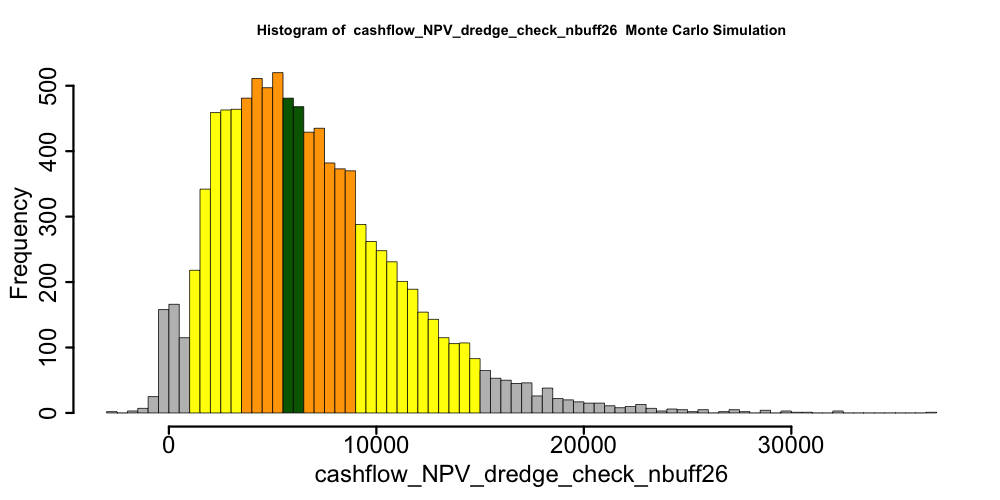 Histogram of cashflow_NPV_dredge_check_nbuff26 Monte Carlo Simulation
500
400
300
200
100
0
Frequency
0 10000 20000 30000
cashflow_NPV_dredge_check_nbuff26